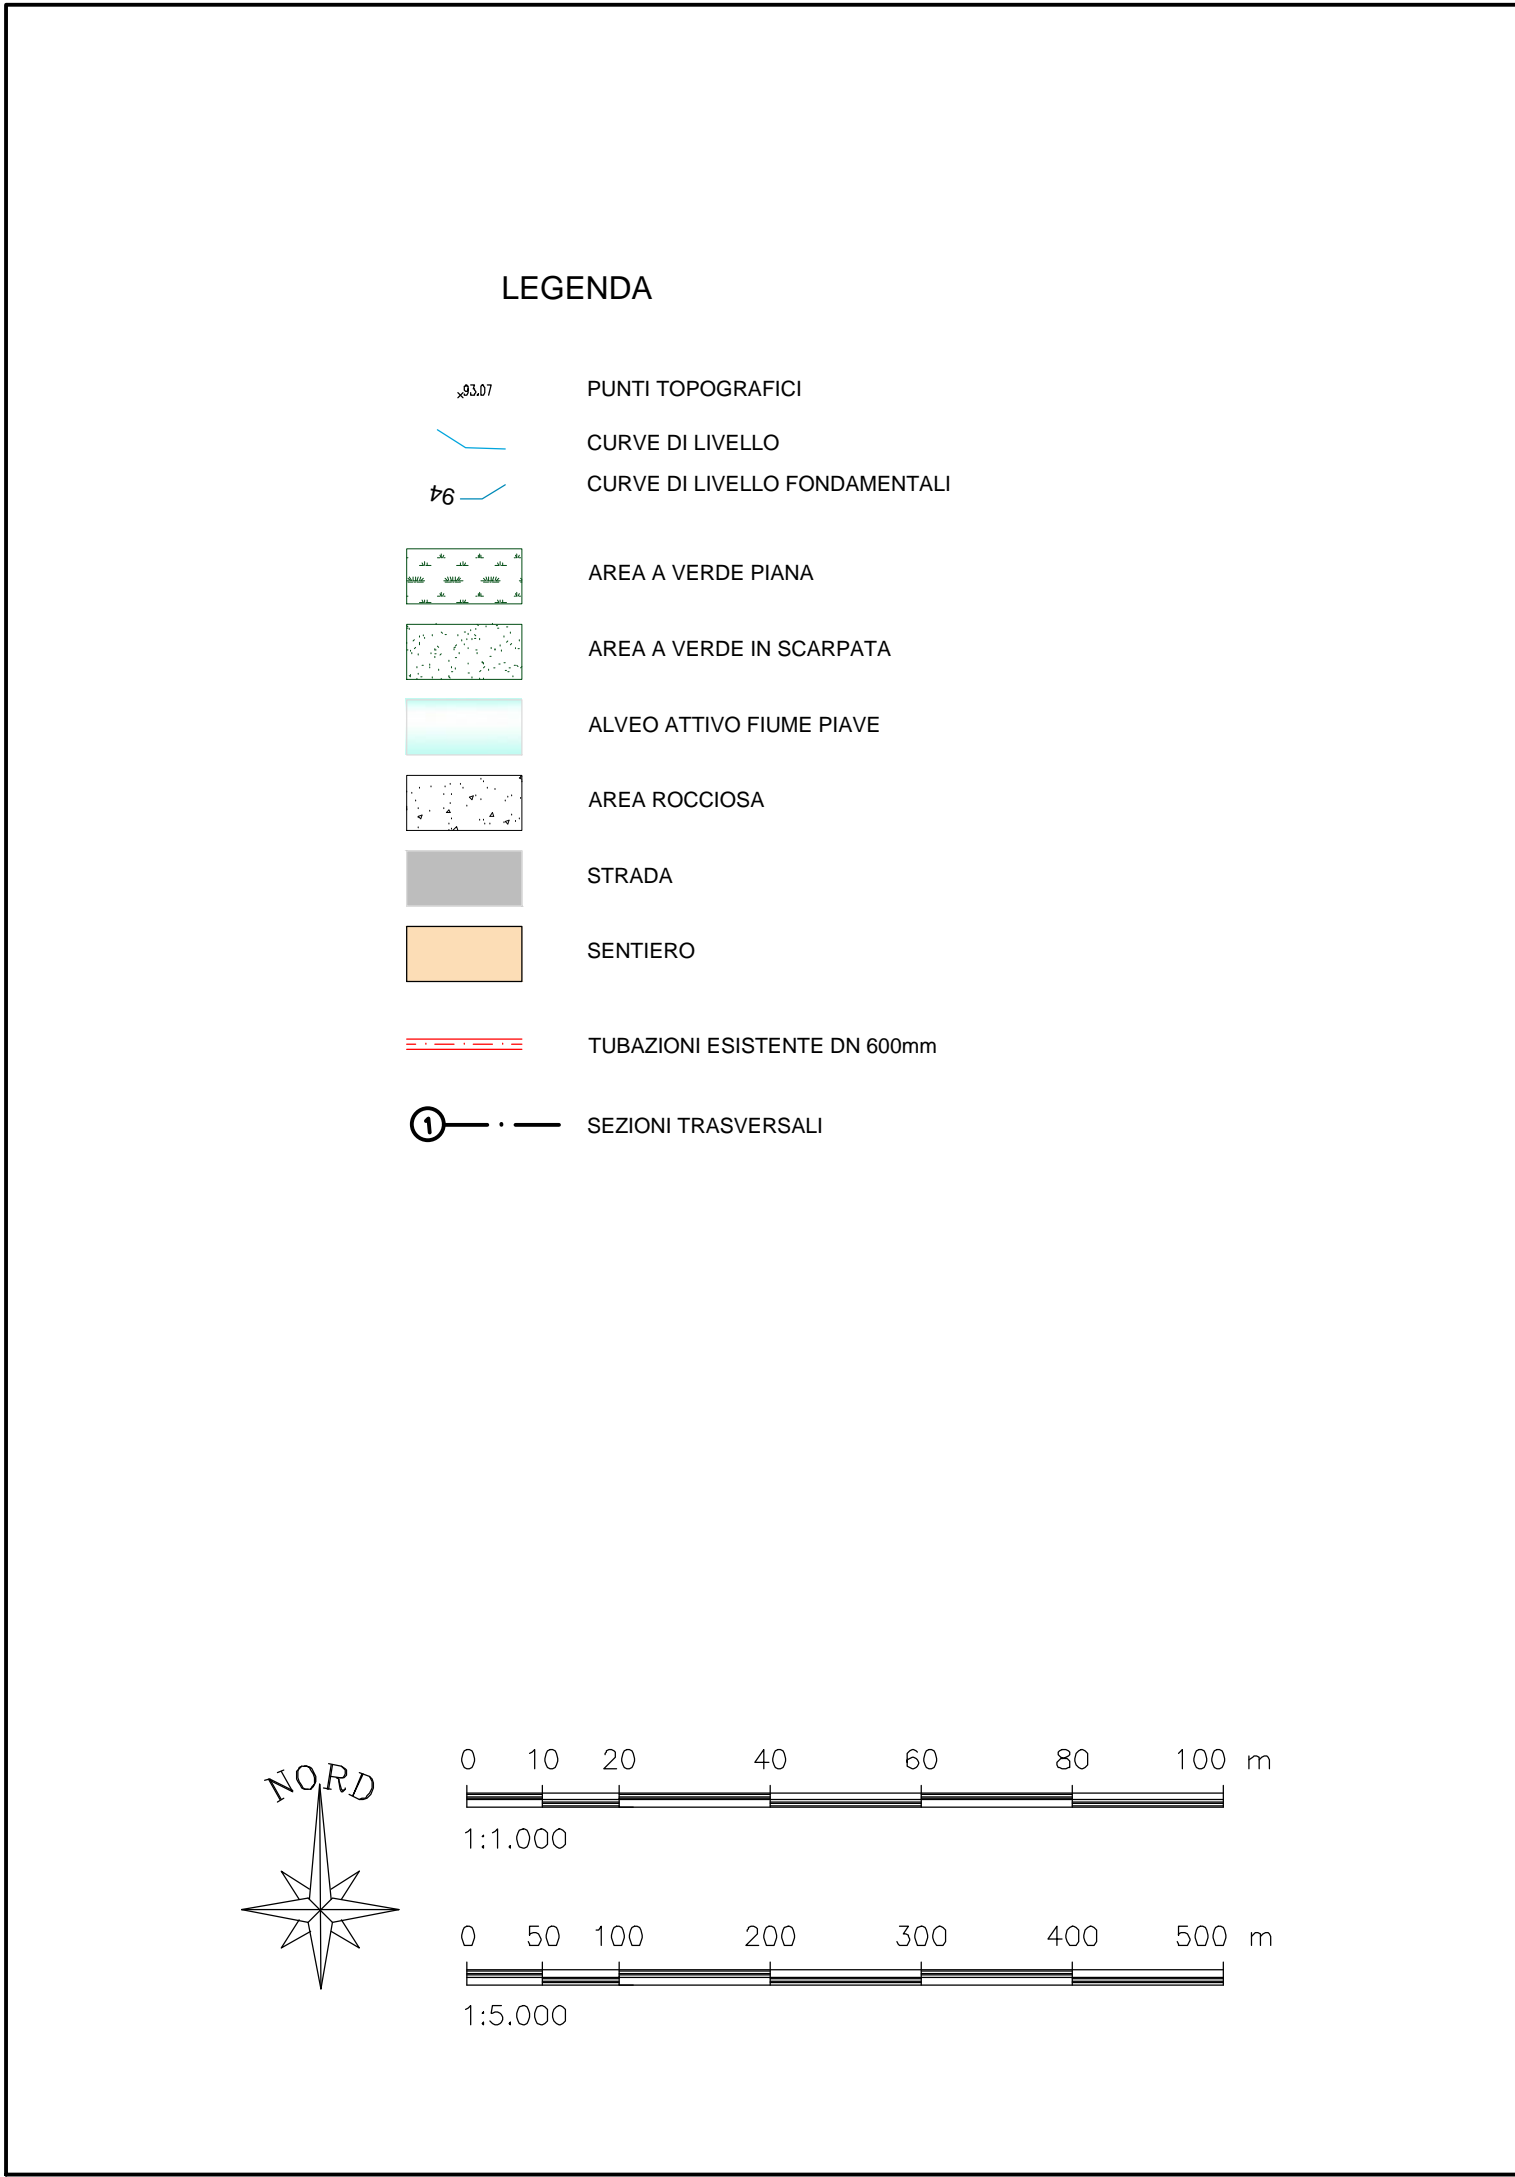 LEGENDA
93.07 PUNTI TOPOGRAFICI
CURVE DI LIVELLO
94 CURVE DI LIVELLO FONDAMENTALI
AREA A VERDE PIANA
AREA A VERDE IN SCARPATA
ALVEO ATTIVO FIUME PIAVE
AREA ROCCIOSA
STRADA
SENTIERO
TUBAZIONI ESISTENTE DN 600mm
1 SEZIONI TRASVERSALI
NORD
0 10 20 40 60 80 100 m
1:1.000
0 50 100 200 300 400 500 m
1:5.000